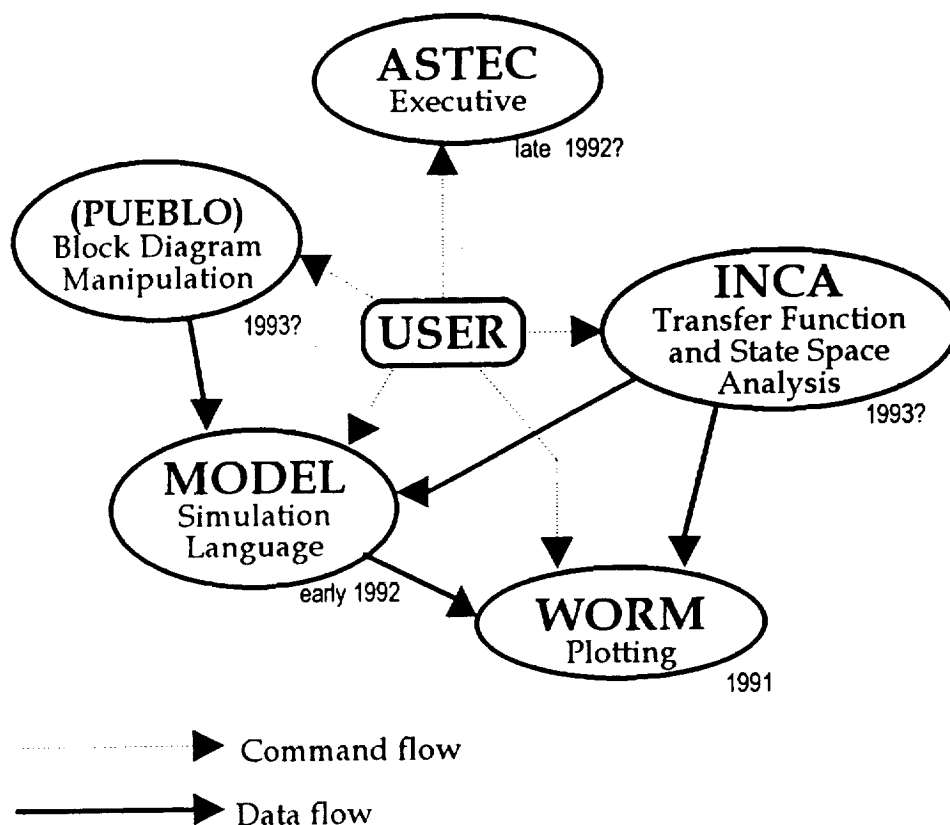 ASTEC
Executive
late 1992?
(PUEBLO)
Block Diagram
Manipulation
1993?
USER
INCA
Transfer Function
and State Space
Analysis
1993?
MODEL
Simulation
Language
early 1992
WORM
Plotting
1991
Command flow
Data flow